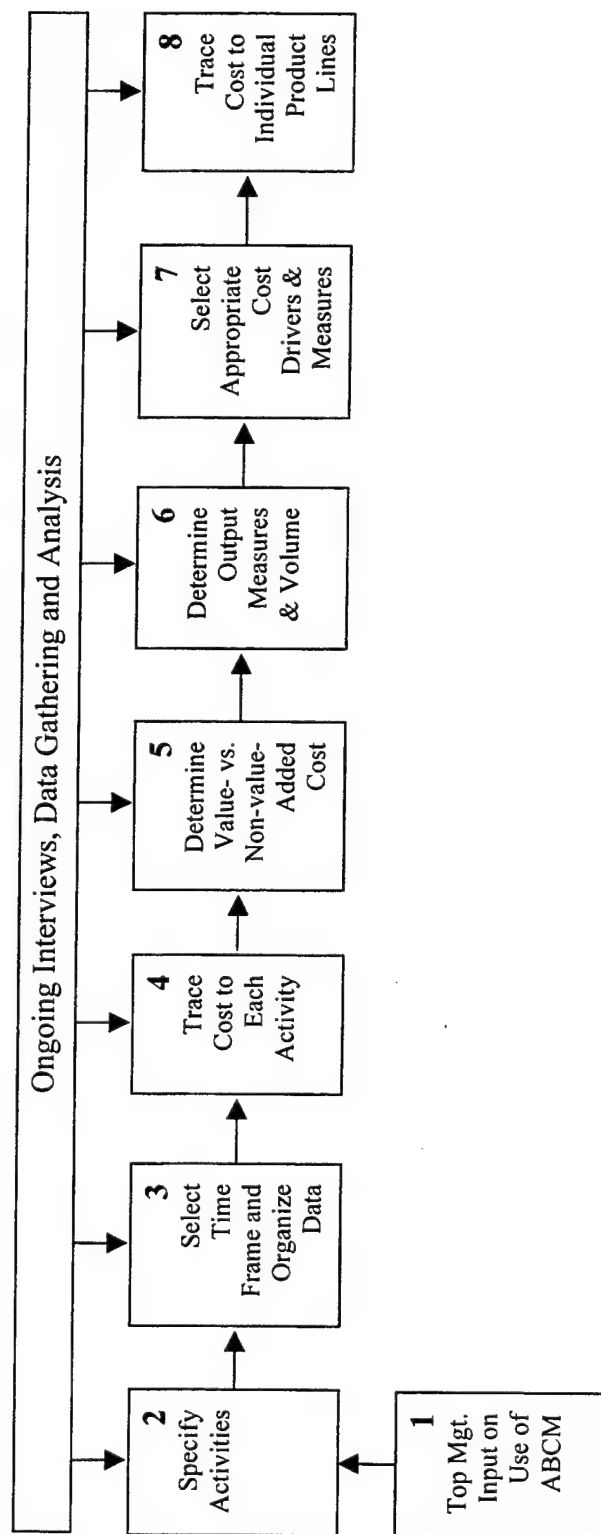 Ongoing Interviews, Data Gathering and Analysis
1
Top Mgt.
Input on
Use of
ABCM
2
Specify
Activities
3
Select
Time
Frame and
Organize
Data
4
Trace
Cost to
Each
Activity
5
Determine
Value- vs.
Non-value-
Added
Cost
6
Determine
Output
Measures
& Volume
7
Select
Appropriate
Cost
Drivers &
Measures
8
Trace
Cost to
Individual
Product
Lines